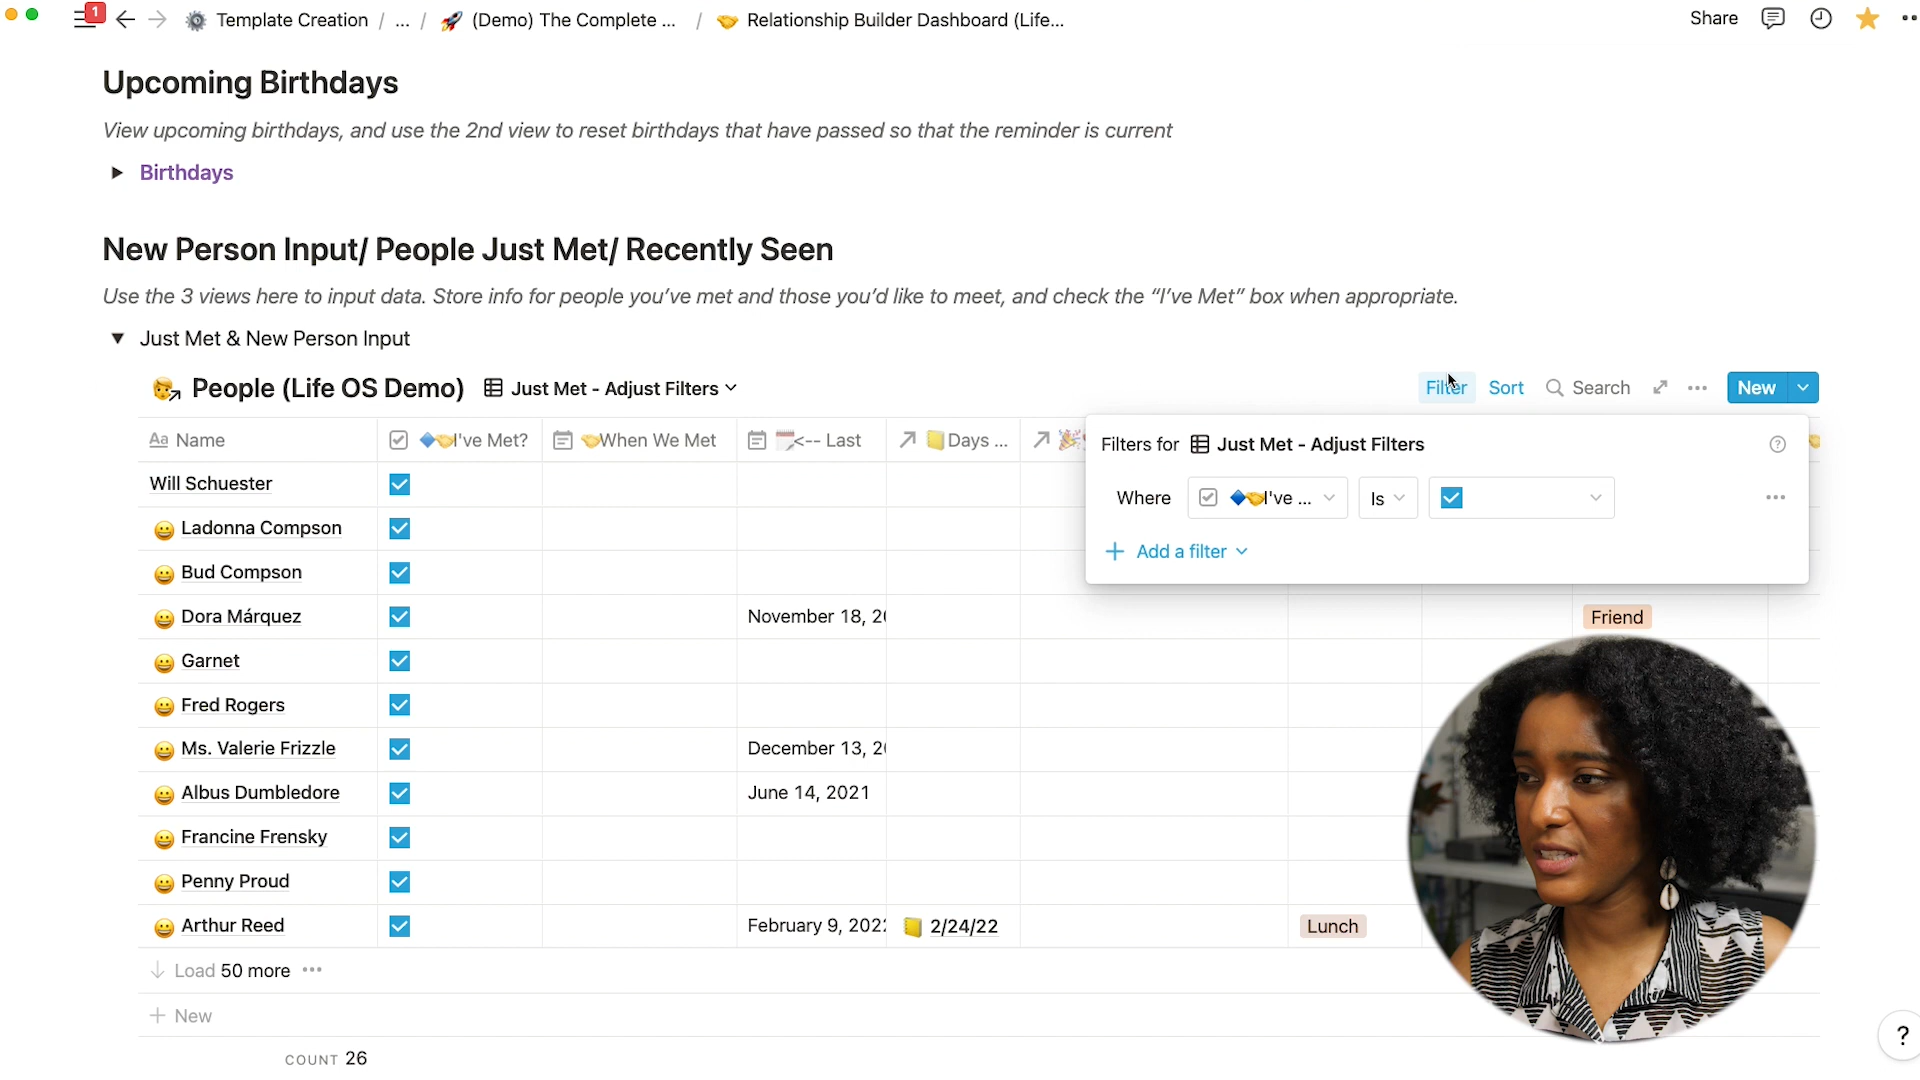 1
Template Creation / ... / (Demo) The Complete ... / Relationship Builder Dashboard (Life...
Share
Upcoming Birthdays
View upcoming birthdays, and use the 2nd view to reset birthdays that have passed so that the reminder is current
Birthdays
New Person Input/ People Just Met/ Recently Seen
Use the 3 views here to input data. Store info for people you've met and those you'd like to meet, and check the “I've Met” box when appropriate.
Just Met & New Person Input
People (Life OS Demo) Just Met - Adjust Filters
Filter Sort Search New
Aa Name I've Met? When We Met <-- Last Days ...
Filters for Just Met - Adjust Filters
Where I've ... Is
+ Add a filter
Will Schuester
Ladonna Compson
Bud Compson
Dora Márquez November 18, 20 Friend
Garnet
Fred Rogers
Ms. Valerie Frizzle December 13, 20
Albus Dumbledore June 14, 2021
Francine Frensky
Penny Proud
Arthur Reed February 9, 2022 2/24/22 Lunch
Load 50 more ...
+ New
COUNT 26
?